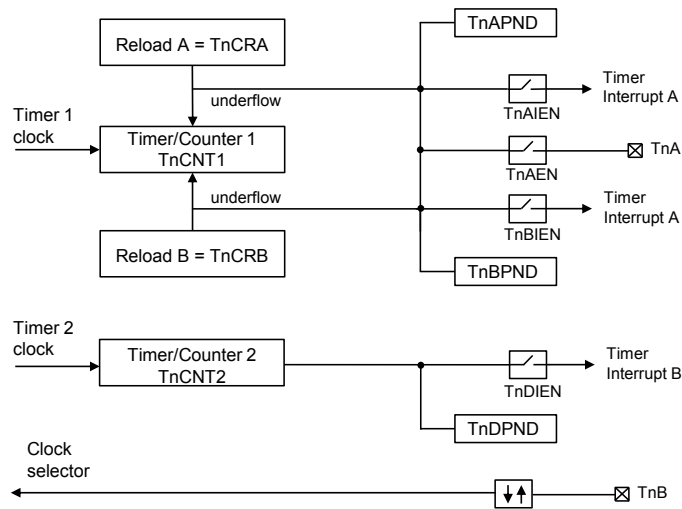 TnAPND
Reload A = TnCRA
underflow
Timer
Interrupt A
TnAIEN
Timer 1
clock
Timer/Counter 1
TnCNT1
TnA
TnAEN
underflow
Timer
Interrupt A
TnBIEN
Reload B = TnCRB
TnBPND
Timer 2
clock
Timer/Counter 2
TnCNT2
Timer
Interrupt B
TnDIEN
TnDPND
Clock
selector
TnB